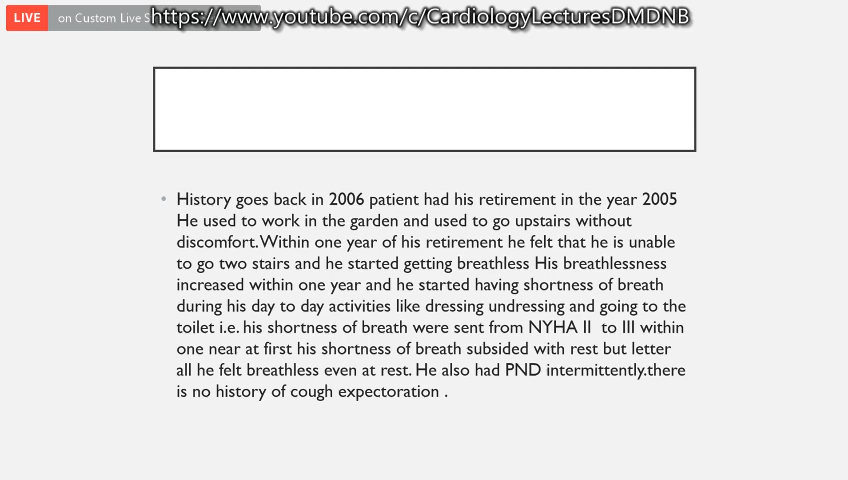 LIVE on Custom Live S
https://www.youtube.com/c/CardiologyLecturesDMDNB
• History goes back in 2006 patient had his retirement in the year 2005
He used to work in the garden and used to go upstairs without
discomfort.Within one year of his retirement he felt that he is unable
to go two stairs and he started getting breathless His breathlessness
increased within one year and he started having shortness of breath
during his day to day activities like dressing undressing and going to the
toilet i.e. his shortness of breath were sent from NYHA II to III within
one near at first his shortness of breath subsided with rest but letter
all he felt breathless even at rest. He also had PND intermittently.there
is no history of cough expectoration .